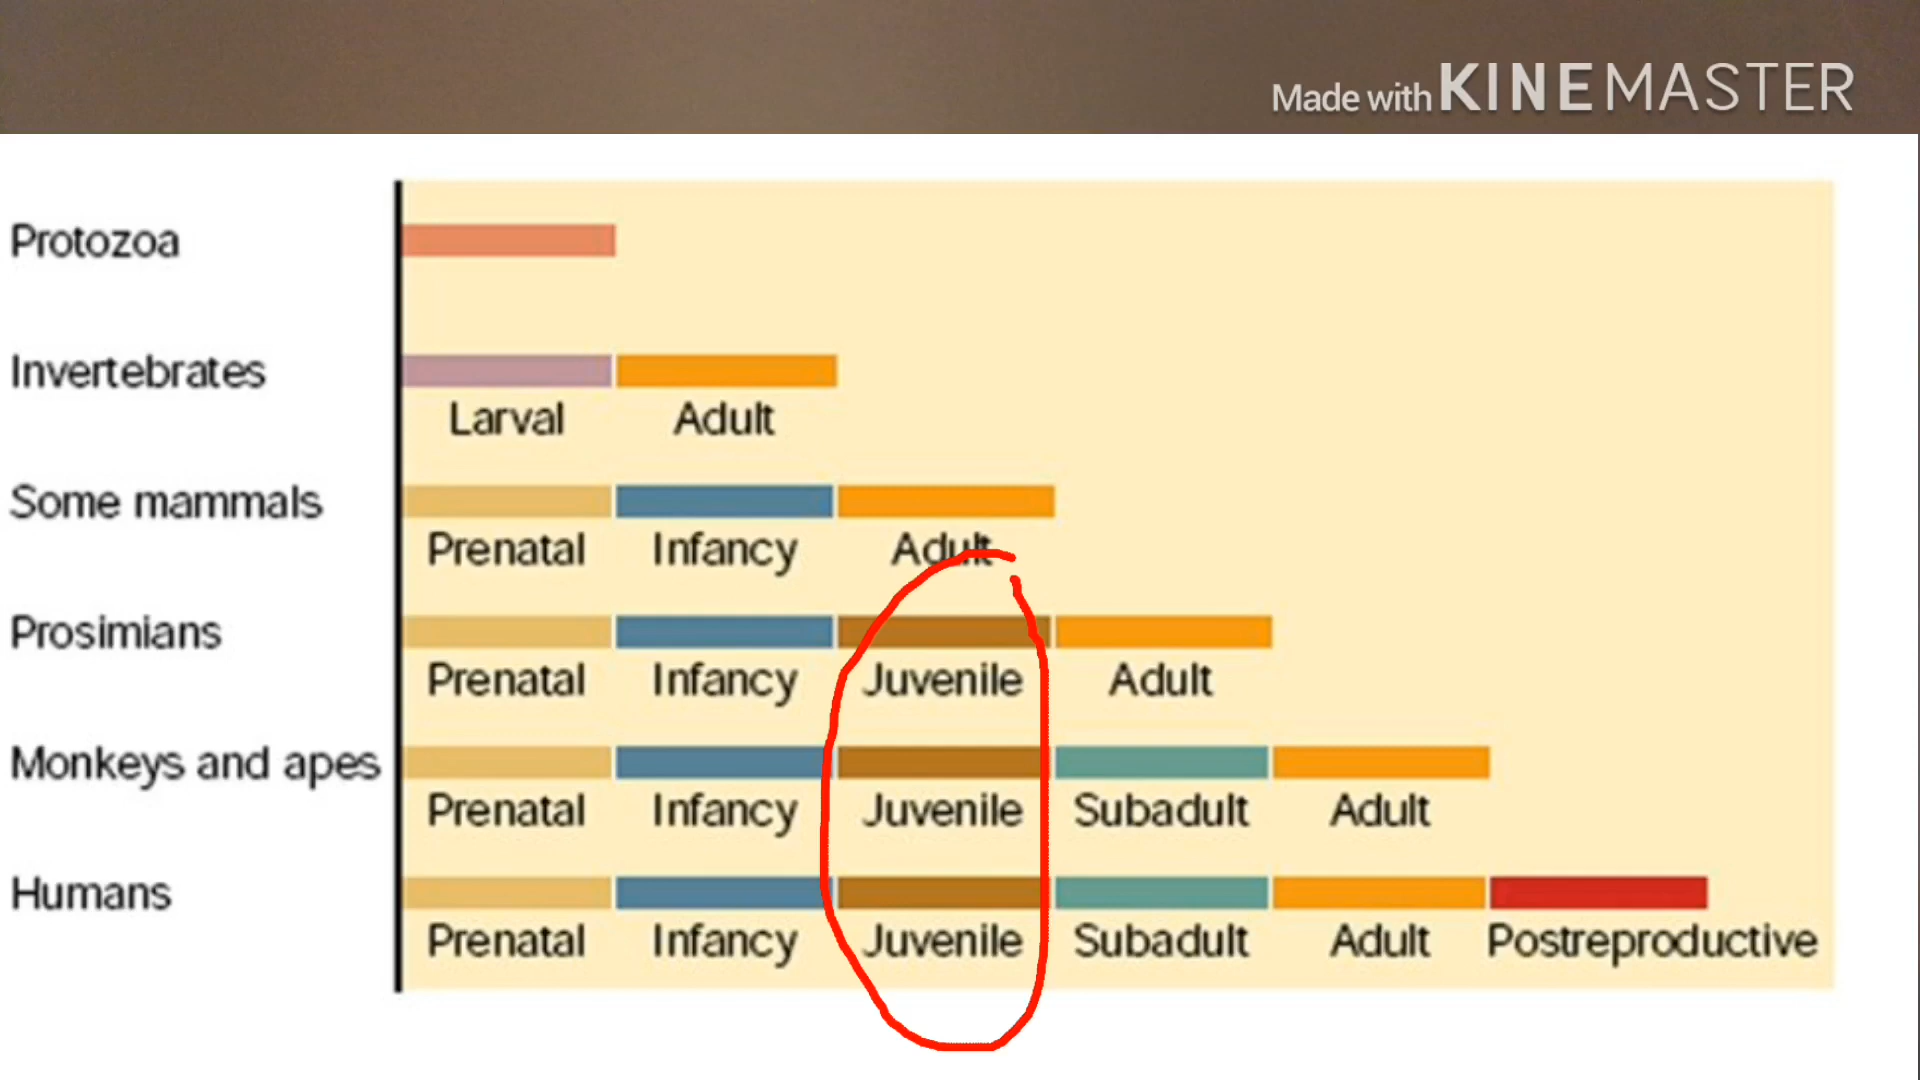 Made with KINEMASTER
Protozoa
Invertebrates
Larval Adult
Some mammals
Prenatal Infancy Adult
Prosimians
Prenatal Infancy Juvenile Adult
Monkeys and apes
Prenatal Infancy Juvenile Subadult Adult
Humans
Prenatal Infancy Juvenile Subadult Adult Postreproductive